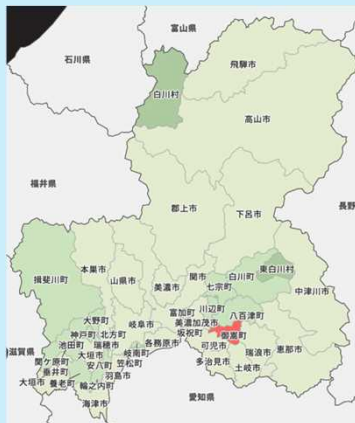 富山県
石川県
飛騨市
白川村
高山市
福井県
長野
郡上市
下呂市
揖斐川町
本巣市
山県市
美濃市
関市
白川町
東白川村
七宗町
中津川市
大野町
富加町
川辺町
八百津町
神戸町
北方町
岐阜市
美濃加茂市
池田町
瑞穂市
坂祝町
御嵩町
滋賀県
関ケ原町
大垣市
岐南町
各務原市
可児市
瑞浪市
恵那市
垂井町
安八町
笠松町
多治見市
大垣市
養老町
羽島市
土岐市
輪之内町
海津市
愛知県